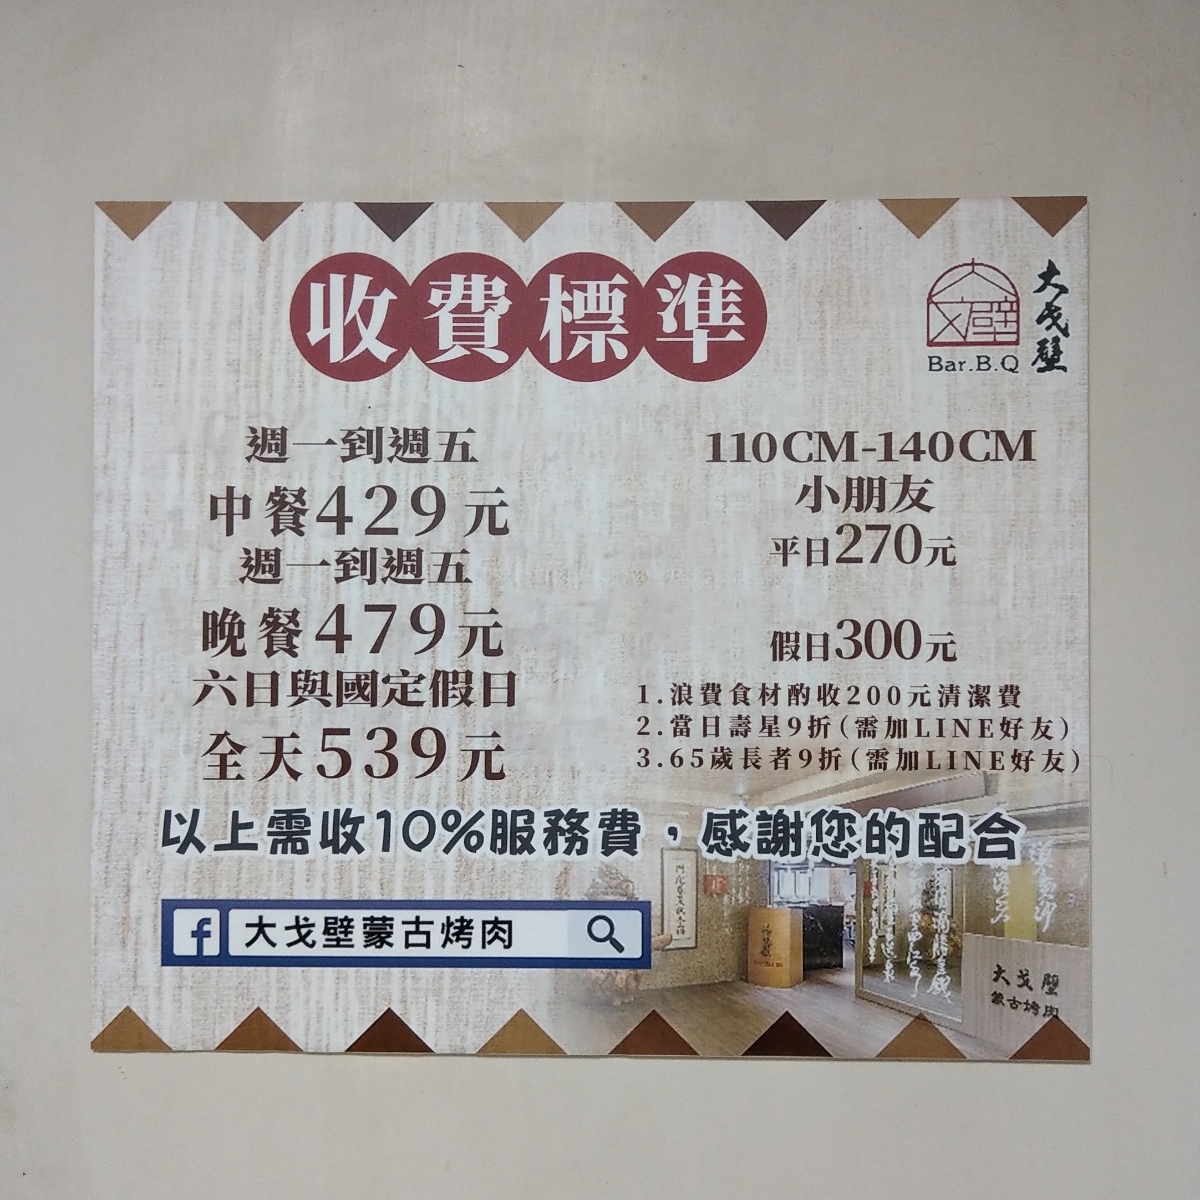 收費標準
大戈壁
Bar.B.Q
大戈壁
週一到週五
中餐429元
週一到週五
晚餐479元
六日與國定假日
全天539元
110CM-140CM
小朋友
平日270元
假日300元
1.浪費食材酌收200元清潔費
2.當日壽星9折(需加LINE好友)
3.65歲長者9折(需加LINE好友)
以上需收10%服務費，感謝您的配合
f 大戈壁蒙古烤肉
大戈壁
蒙古烤肉